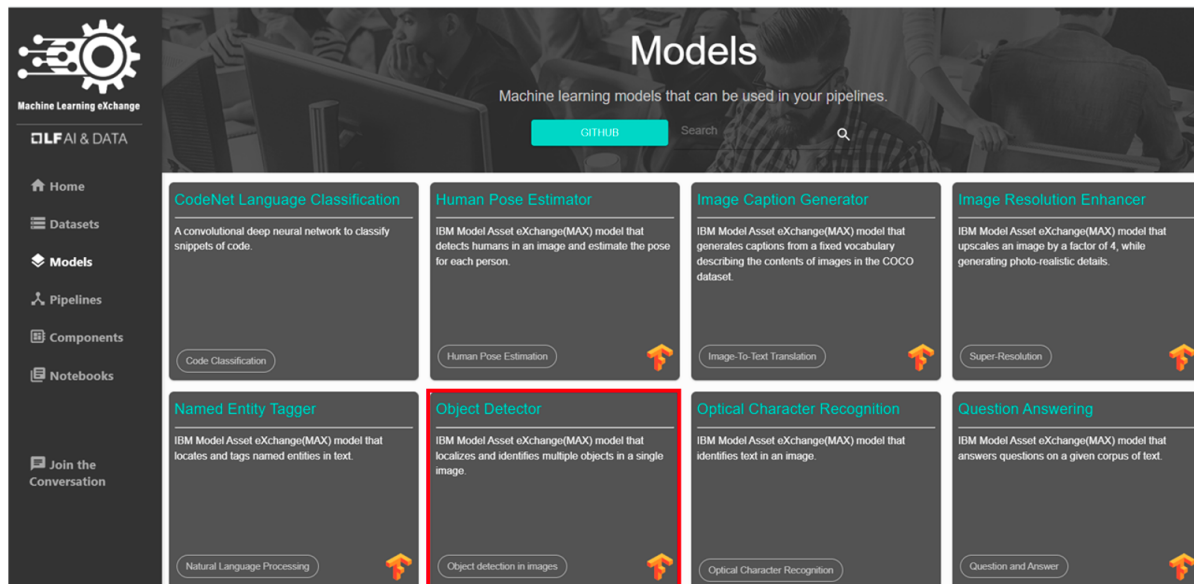 Machine Learning eXchange
LF AI & DATA
Home
Datasets
Models
Pipelines
Components
Notebooks
Join the
Conversation
Models
Machine learning models that can be used in your pipelines.
GITHUB
Search
CodeNet Language Classification
A convolutional deep neural network to classify
snippets of code.
Code Classification
Human Pose Estimator
IBM Model Asset eXchange(MAX) model that
detects humans in an image and estimate the pose
for each person.
Human Pose Estimation
Image Caption Generator
IBM Model Asset eXchange(MAX) model that
generates captions from a fixed vocabulary
describing the contents of images in the COCO
dataset.
Image-To-Text Translation
Image Resolution Enhancer
IBM Model Asset eXchange(MAX) model that
upscales an image by a factor of 4, while
generating photo-realistic details.
Super-Resolution
Named Entity Tagger
IBM Model Asset eXchange(MAX) model that
locates and tags named entities in text.
Natural Language Processing
Object Detector
IBM Model Asset eXchange(MAX) model that
localizes and identifies multiple objects in a single
image.
Object detection in images
Optical Character Recognition
IBM Model Asset eXchange(MAX) model that
identifies text in an image.
Optical Character Recognition
Question Answering
IBM Model Asset eXchange(MAX) model that
answers questions on a given corpus of text.
Question and Answer